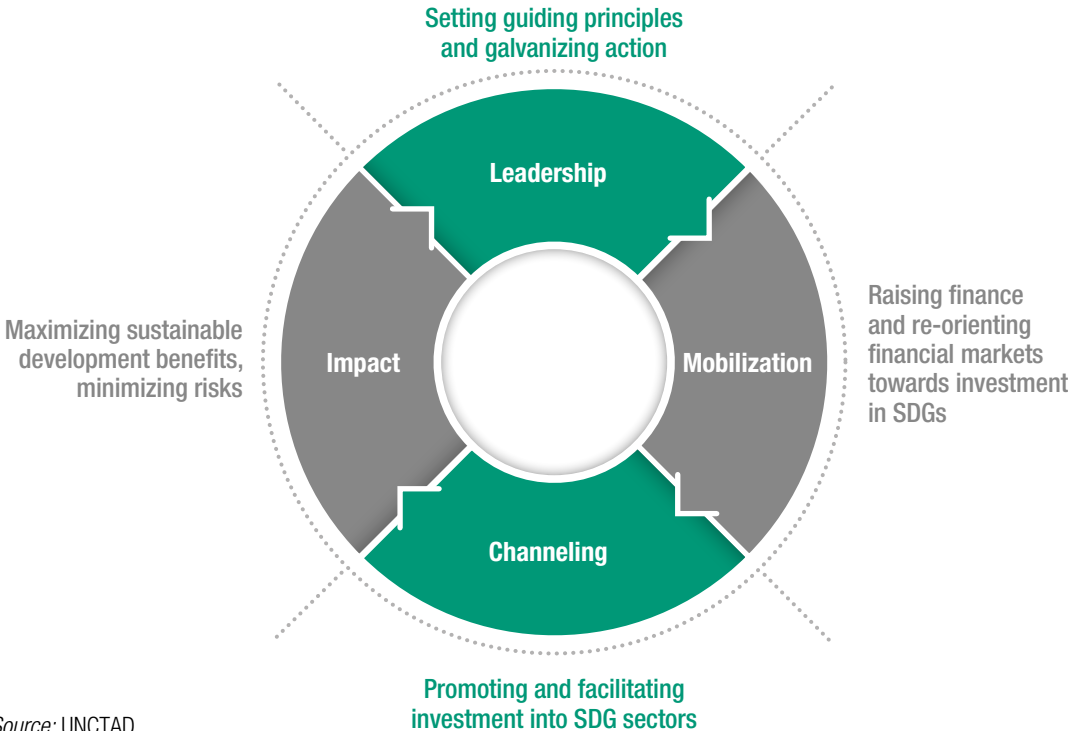 Setting guiding principles
and galvanizing action
Leadership
Maximizing sustainable
development benefits,
minimizing risks
Impact
Mobilization
Raising finance
and re-orienting
financial markets
towards investment
in SDGs
Channeling
Promoting and facilitating
investment into SDG sectors
Source: UNCTAD